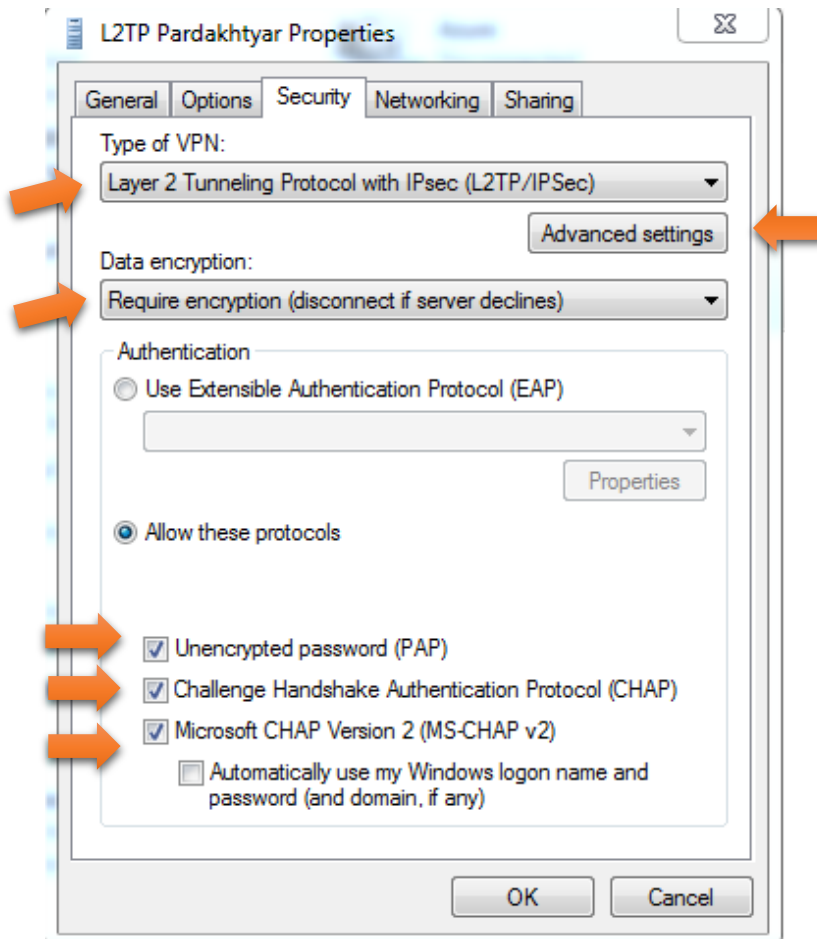 L2TP Pardakhtyar Properties
General Options Security Networking Sharing
Type of VPN:
Layer 2 Tunneling Protocol with IPsec (L2TP/IPSec)
Advanced settings
Data encryption:
Require encryption (disconnect if server declines)
Authentication
Use Extensible Authentication Protocol (EAP)
Properties
Allow these protocols
Unencrypted password (PAP)
Challenge Handshake Authentication Protocol (CHAP)
Microsoft CHAP Version 2 (MS-CHAP v2)
Automatically use my Windows logon name and
password (and domain, if any)
OK Cancel